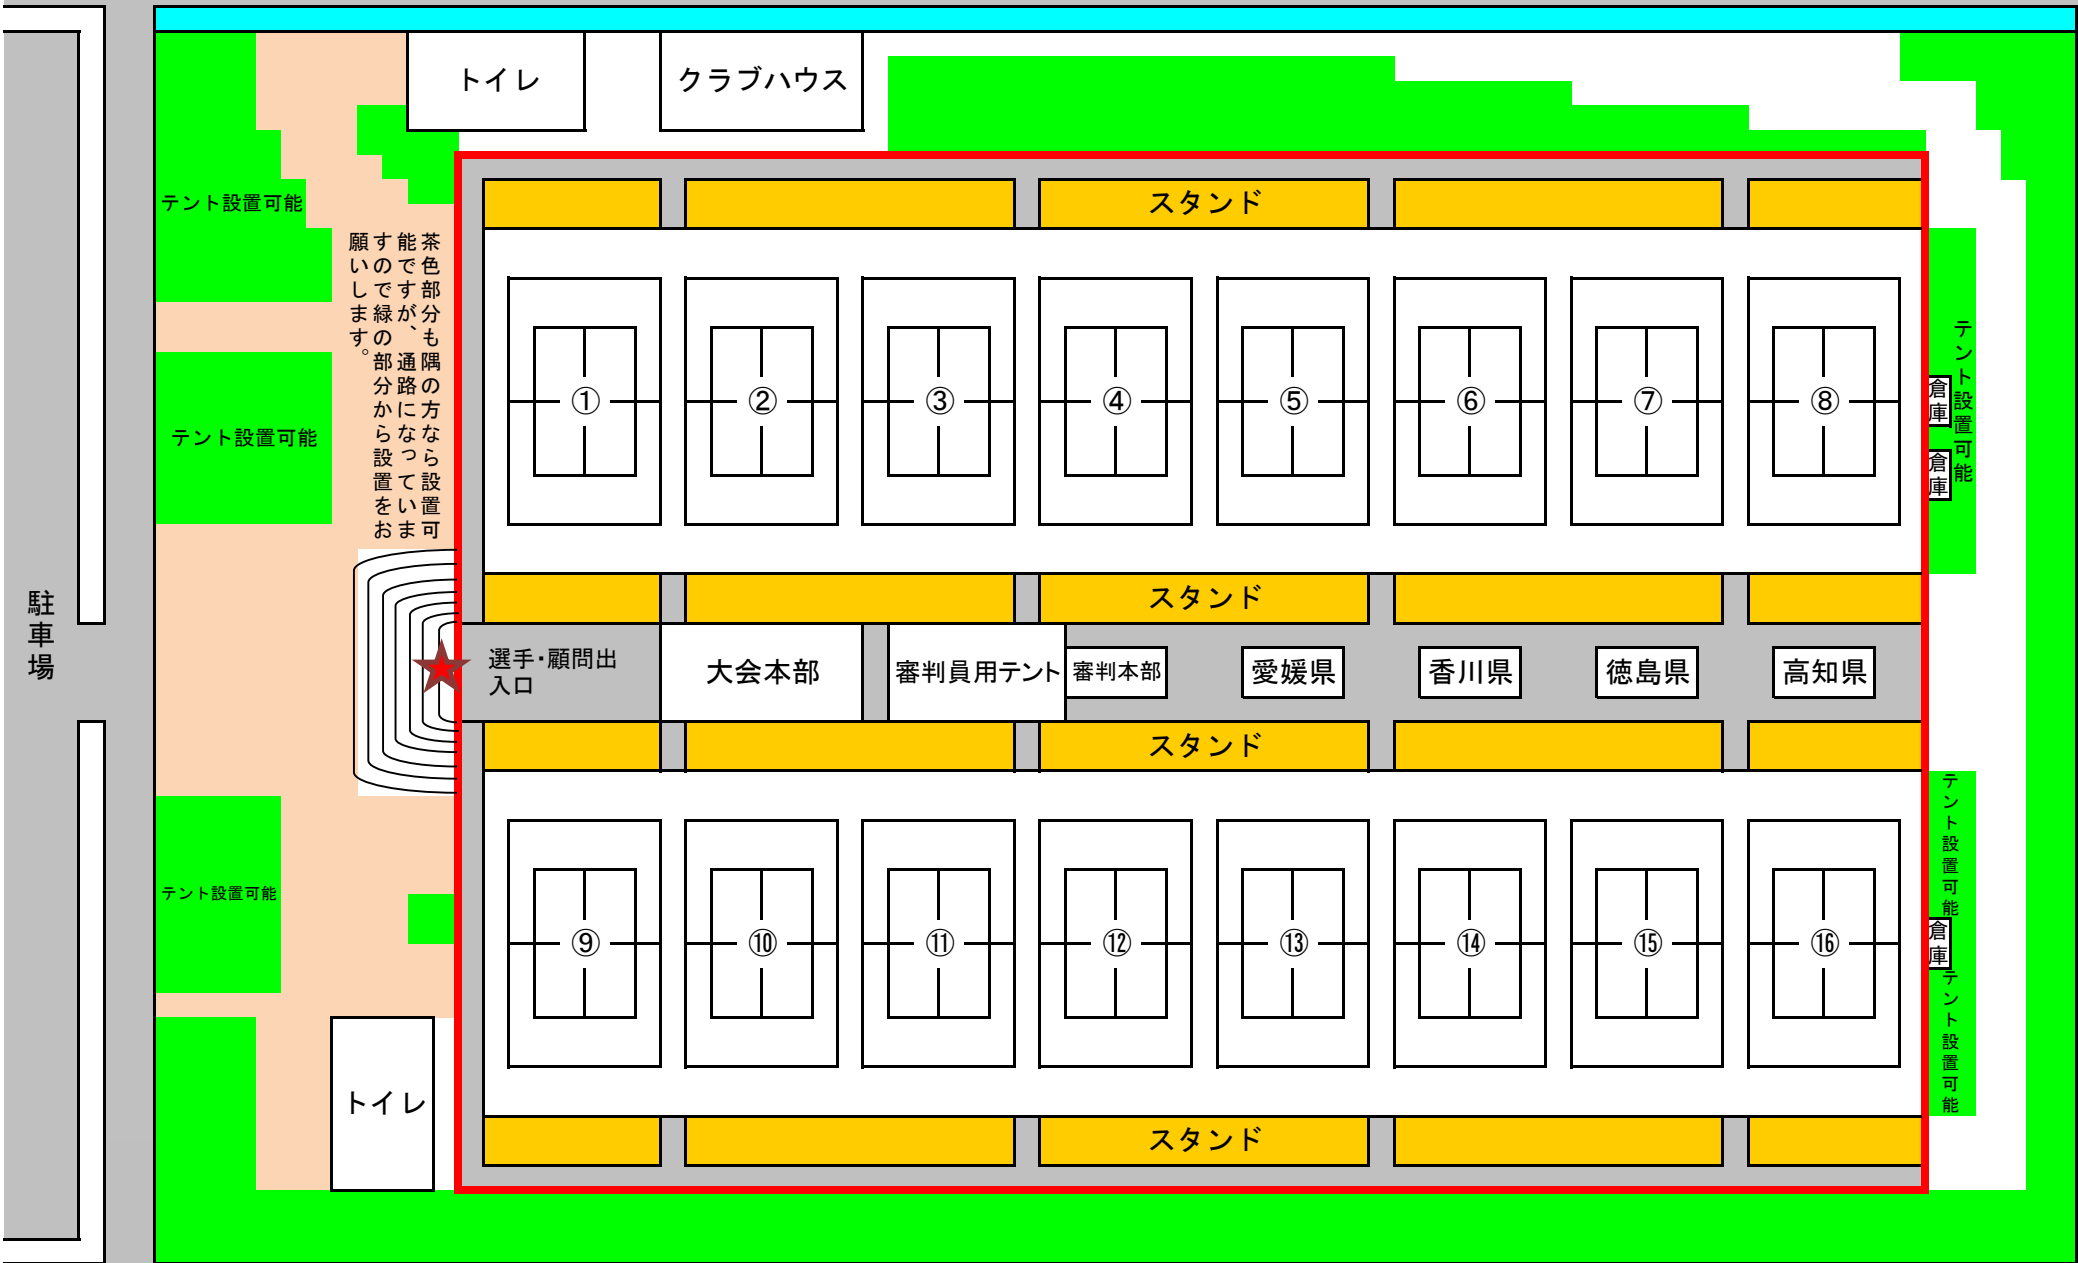 トイレ
クラブハウス
テント設置可能
スタンド
茶色部分も隅の方なら設置可
能ですが、通路になっていま
すので緑の部分から設置をお
願いします。
①
②
③
④
⑤
⑥
⑦
⑧
テント設置可能
倉庫
倉庫
テント設置可能
スタンド
駐車場
選手・顧問出
入口
大会本部
審判員用テント
審判本部
愛媛県
香川県
徳島県
高知県
スタンド
テント設置可能
テント設置可能
⑨
⑩
⑪
⑫
⑬
⑭
⑮
⑯
倉庫
テント設置可能
トイレ
スタンド